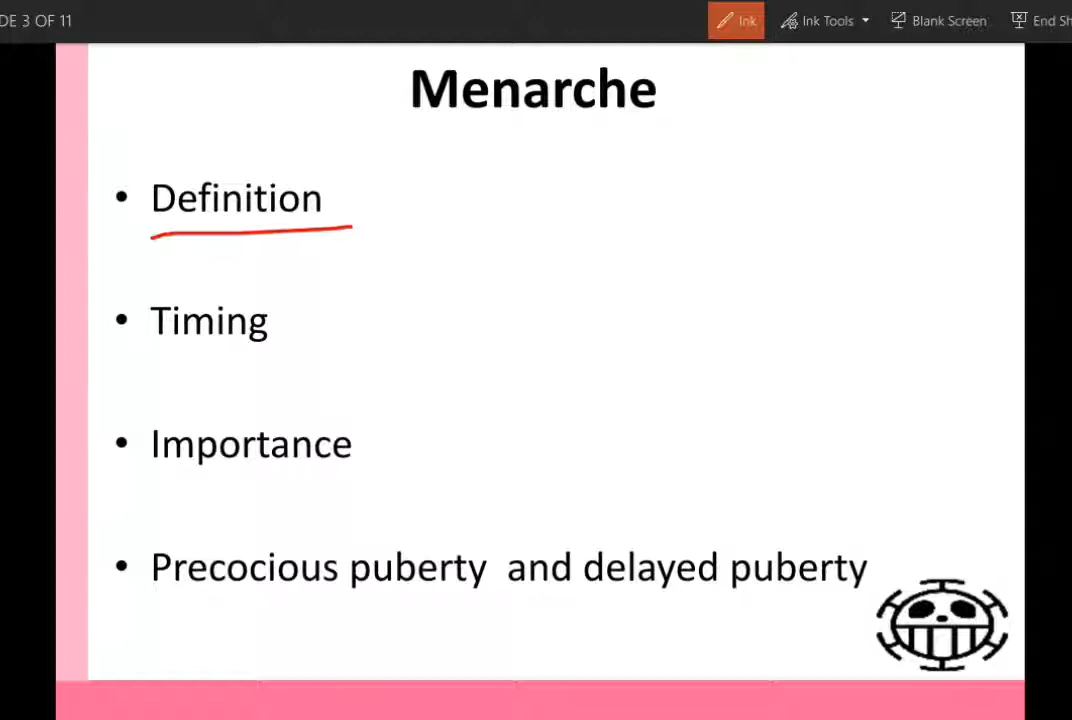 DE 3 OF 11
Ink
Ink Tools
Blank Screen
End Sh
Menarche
• Definition
• Timing
• Importance
• Precocious puberty and delayed puberty